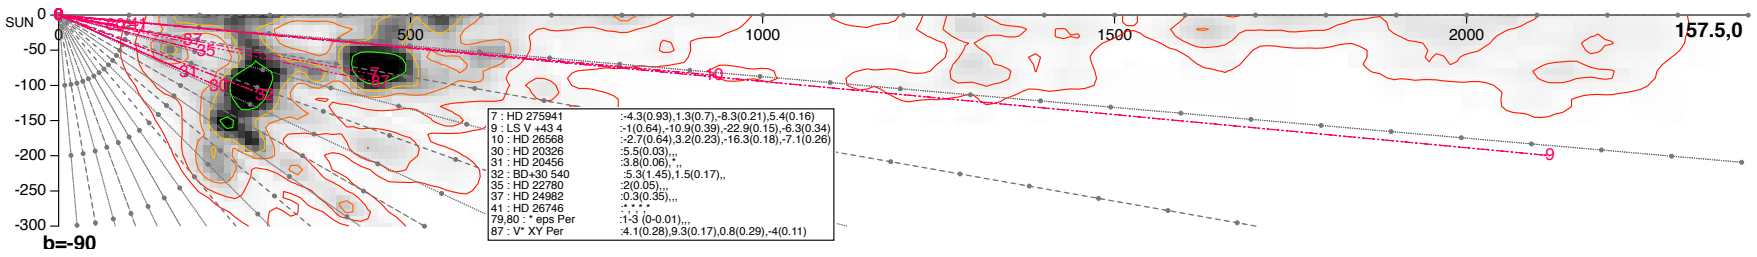 SUN 0
0 500 1000 1500 2000 157.5,0
-50
-100
-150
-200
-250
-300
b=-90
41
37
35
31
30
32
7
87
10
9
7 : HD 275941 :-4.3(0.93),1.3(0.7),-8.3(0.21),5.4(0.16)
9 : LS V +43 4 :-1(0.64),-10.9(0.39),-22.9(0.15),-6.3(0.34)
10 : HD 26568 :-2.7(0.64),3.2(0.23),-16.3(0.18),-7.1(0.26)
30 : HD 20326 :5.5(0.03),,,
31 : HD 20456 :3.8(0.06),*,,
32 : BD+30 540 :5.3(1.45),1.5(0.17),,
35 : HD 22780 :2(0.05),,,
37 : HD 24982 :0.3(0.35),,,
41 : HD 26746 :*,*,*,*
79,80 : * eps Per :1-3 (0-0.01),,,
87 : V* XY Per :4.1(0.28),9.3(0.17),0.8(0.29),-4(0.11)